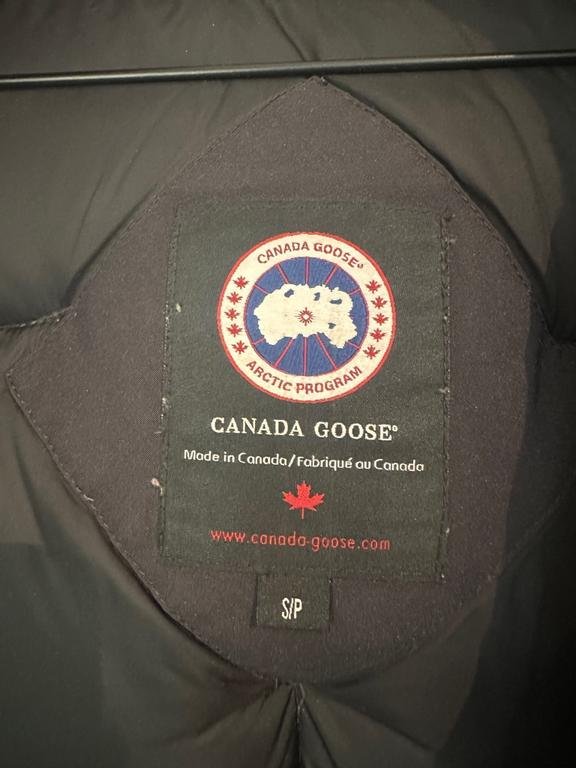 CANADA GOOSE®
ARCTIC PROGRAM
CANADA GOOSE®
Made in Canada/Fabriqué au Canada
www.canada-goose.com
S/P